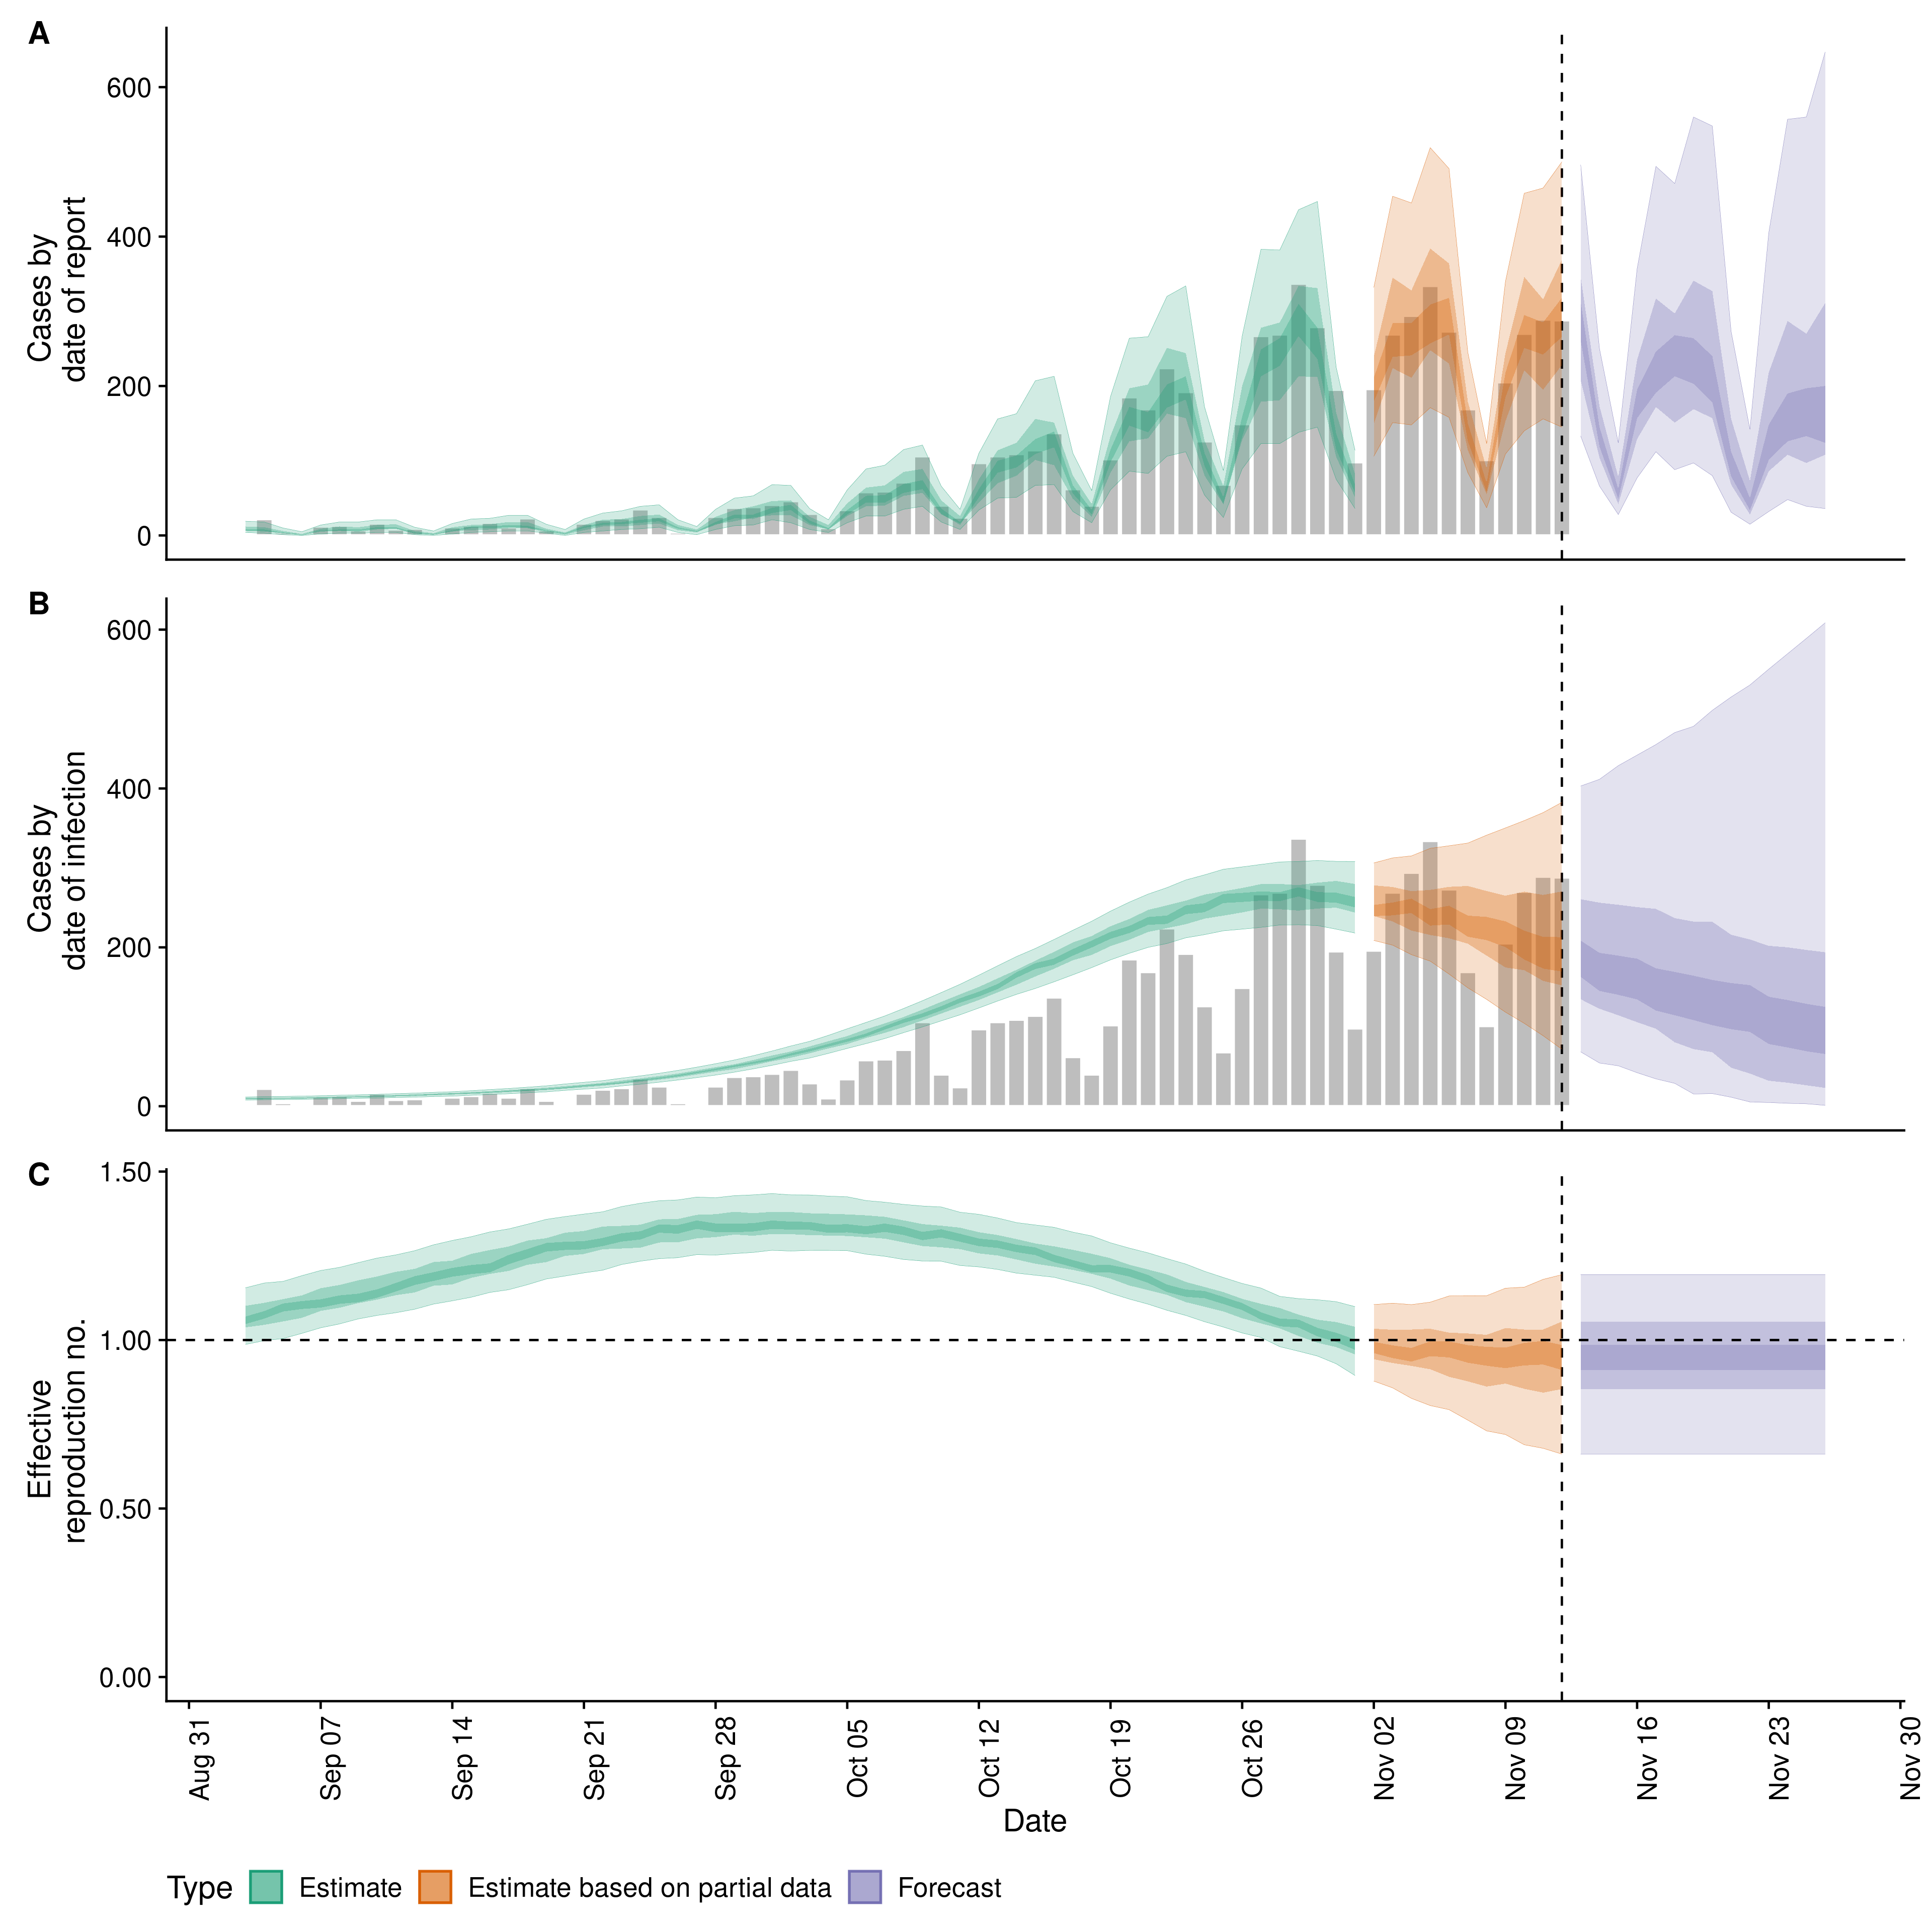 A
600
400
200
0
Cases by
date of report
B
600
400
200
0
Cases by
date of infection
C
1.50
1.00
0.50
0.00
Effective
reproduction no.
Aug 31
Sep 07
Sep 14
Sep 21
Sep 28
Oct 05
Oct 12
Oct 19
Oct 26
Nov 02
Nov 09
Nov 16
Nov 23
Nov 30
Date
Type Estimate Estimate based on partial data Forecast